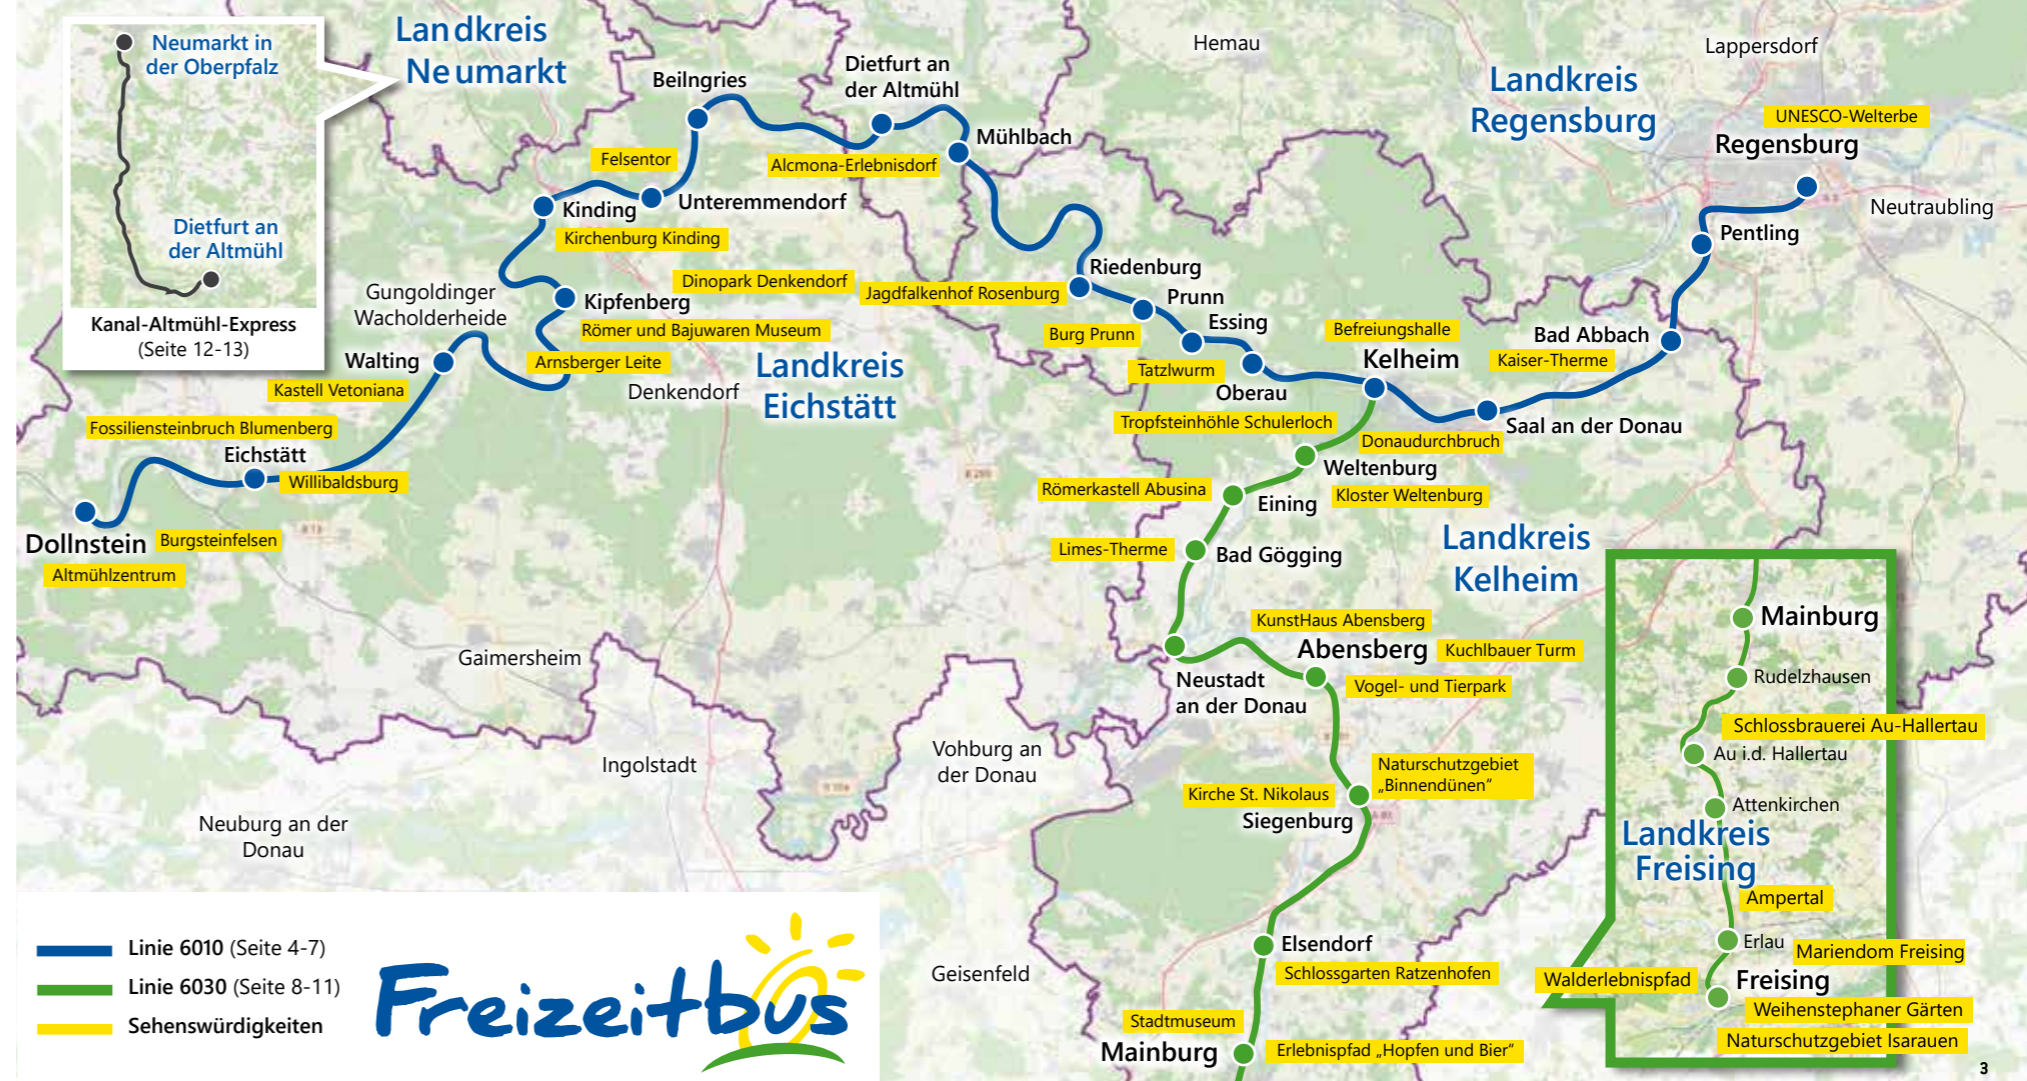 Neumarkt in
der Oberpfalz
Dietfurt an
der Altmühl
Kanal-Altmühl-Express
(Seite 12-13)
Landkreis
Neumarkt
Beilngries
Dietfurt an
der Altmühl
Hemau
Lappersdorf
Landkreis
Regensburg
UNESCO-Welterbe
Regensburg
Mühlbach
Felsentor
Alcmona-Erlebnisdorf
Neutraubling
Kinding
Unteremmendorf
Pentling
Kirchenburg Kinding
Riedenburg
Dinopark Denkendorf
Jagdfalkenhof Rosenburg
Gungoldinger
Wacholderheide
Kipfenberg
Prunn
Römer und Bajuwaren Museum
Essing
Burg Prunn
Befreiungshalle
Kelheim
Bad Abbach
Kaiser-Therme
Walting
Arnsberger Leite
Landkreis
Eichstätt
Tatzlwurm
Oberau
Kastell Vetoniana
Denkendorf
Fossiliensteinbruch Blumenberg
Tropfsteinhöhle Schulerloch
Saal an der Donau
Donaudurchbruch
Eichstätt
Willibaldsburg
Weltenburg
Römerkastell Abusina
Kloster Weltenburg
Eining
Dollnstein
Burgsteinfelsen
Altmühlzentrum
Limes-Therme
Bad Gögging
Landkreis
Kelheim
KunstHaus Abensberg
Abensberg
Kuchlbauer Turm
Gaimersheim
Neustadt
an der Donau
Vogel- und Tierpark
Ingolstadt
Vohburg an
der Donau
Naturschutzgebiet
„Binnendünen“
Kirche St. Nikolaus
Siegenburg
Neuburg an der
Donau
Geisenfeld
Elsendorf
Schlossgarten Ratzenhofen
Stadtmuseum
Mainburg
Erlebnispfad „Hopfen und Bier“
Mainburg
Rudelzhausen
Schlossbrauerei Au-Hallertau
Au i.d. Hallertau
Attenkirchen
Landkreis
Freising
Ampertal
Erlau
Mariendom Freising
Walderlebnispfad
Freising
Weihenstephaner Gärten
Naturschutzgebiet Isarauen
Linie 6010 (Seite 4-7)
Linie 6030 (Seite 8-11)
Sehenswürdigkeiten
Freizeitbus
3